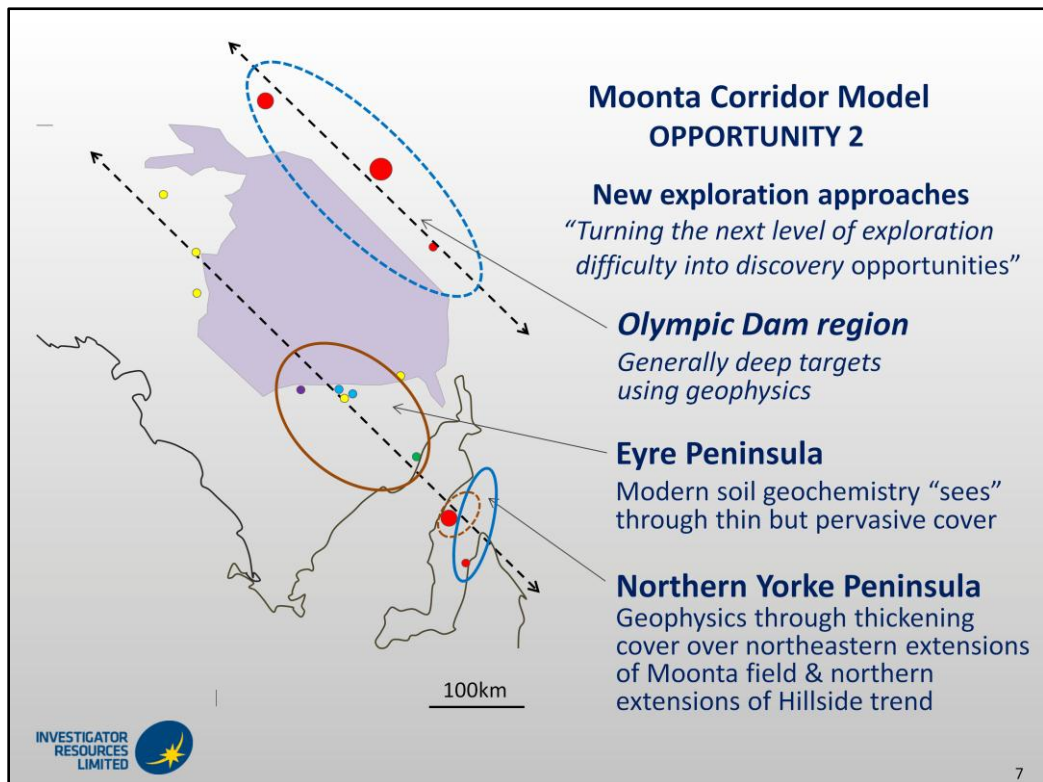 Moonta Corridor Model
OPPORTUNITY 2
New exploration approaches
“Turning the next level of exploration
difficulty into discovery opportunities”
Olympic Dam region
Generally deep targets
using geophysics
Eyre Peninsula
Modern soil geochemistry “sees”
through thin but pervasive cover
Northern Yorke Peninsula
Geophysics through thickening
cover over northeastern extensions
of Moonta field & northern
extensions of Hillside trend
100km
INVESTIGATOR
RESOURCES
LIMITED
7